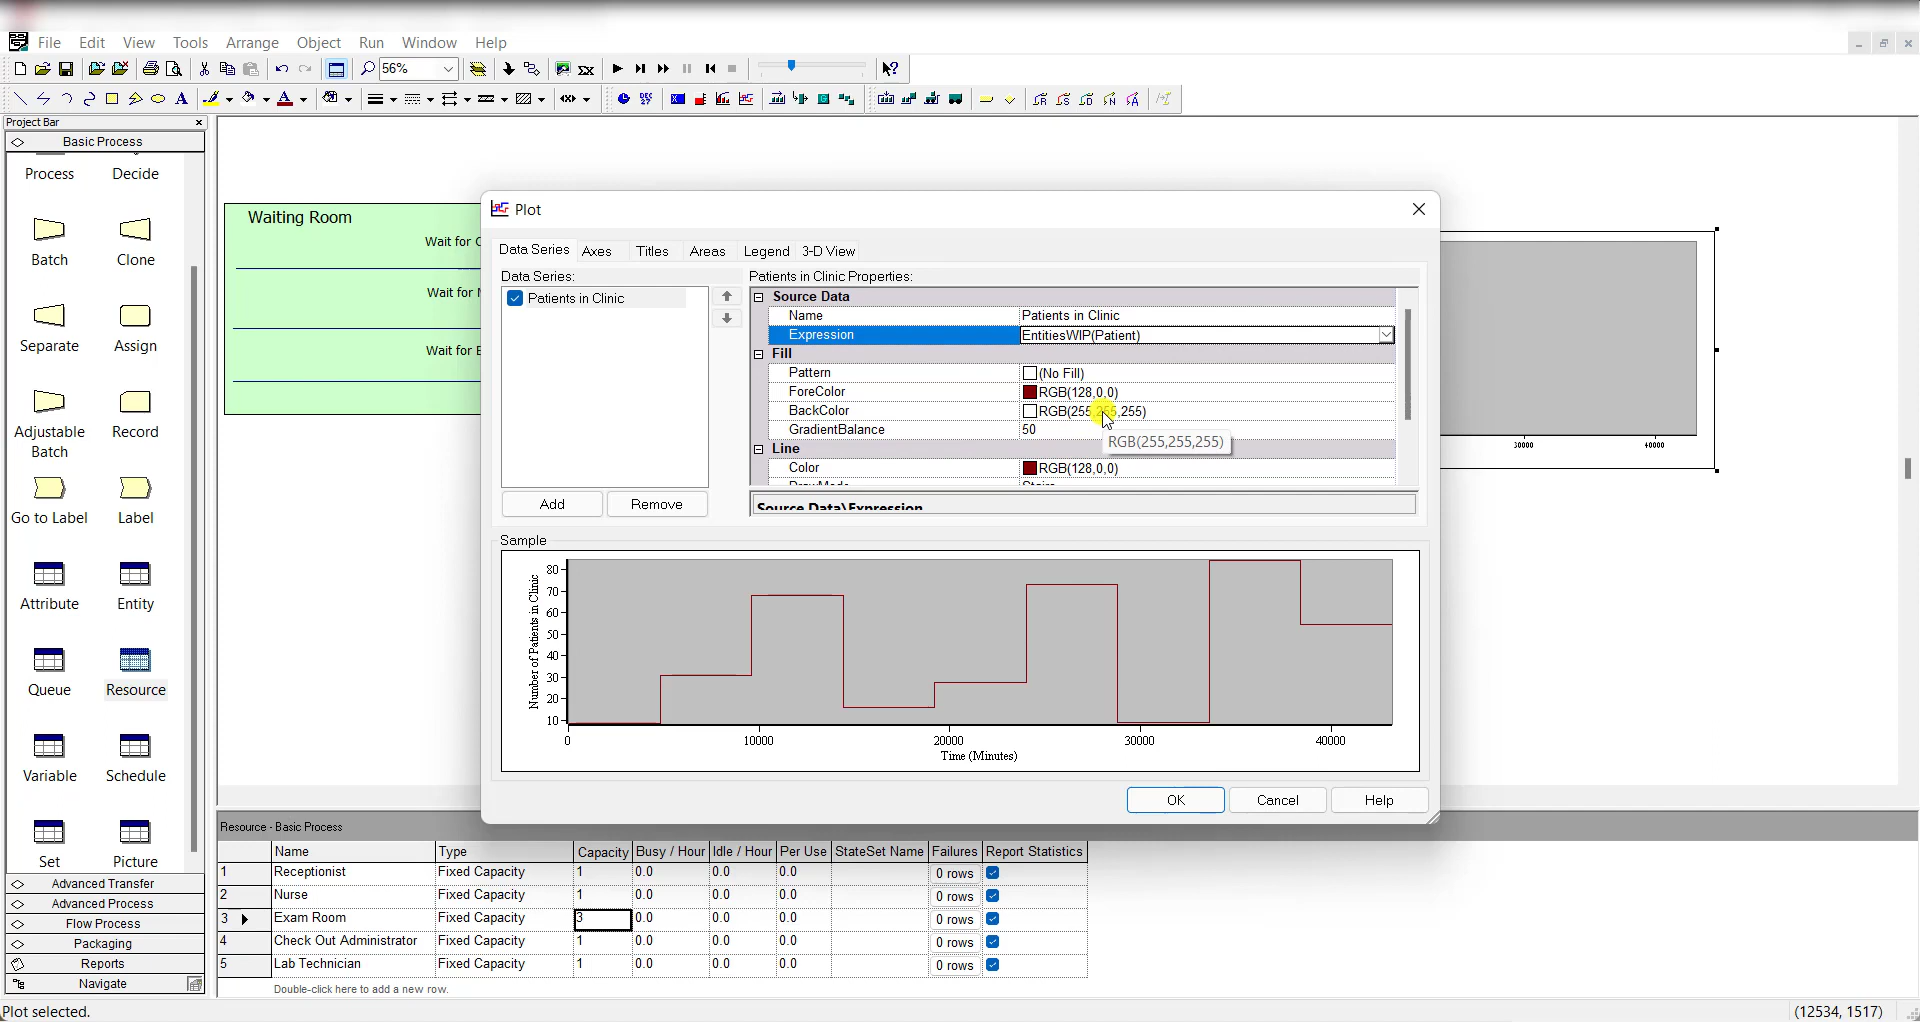 File Edit View Tools Arrange Object Run Window Help
56%
Project Bar
Basic Process
Process Decide
Batch Clone
Separate Assign
Adjustable Batch Record
Go to Label Label
Attribute Entity
Queue Resource
Variable Schedule
Set Picture
Advanced Transfer
Advanced Process
Flow Process
Packaging
Reports
Navigate
Waiting Room
Wait for
Wait for
Wait for
Plot
Data Series Axes Titles Areas Legend 3-D View
Data Series:
Patients in Clinic
Add Remove
Patients in Clinic Properties:
Source Data
Name Patients in Clinic
Expression EntitiesWIP(Patient)
Fill
Pattern (No Fill)
ForeColor RGB(128,0,0)
BackColor RGB(255,255,255)
GradientBalance 50
RGB(255,255,255)
Line
Color RGB(128,0,0)
DrawMode Stairs
Source Data\Expression
Sample
Number of Patients in Clinic
80
70
60
50
40
30
20
10
0 10000 20000 30000 40000
Time (Minutes)
OK Cancel Help
30000 40000
Resource - Basic Process
Name Type Capacity Busy / Hour Idle / Hour Per Use StateSet Name Failures Report Statistics
1 Receptionist Fixed Capacity 1 0.0 0.0 0.0 0 rows
2 Nurse Fixed Capacity 1 0.0 0.0 0.0 0 rows
3 Exam Room Fixed Capacity 3 0.0 0.0 0.0 0 rows
4 Check Out Administrator Fixed Capacity 1 0.0 0.0 0.0 0 rows
5 Lab Technician Fixed Capacity 1 0.0 0.0 0.0 0 rows
Double-click here to add a new row.
Plot selected. (12534, 1517)